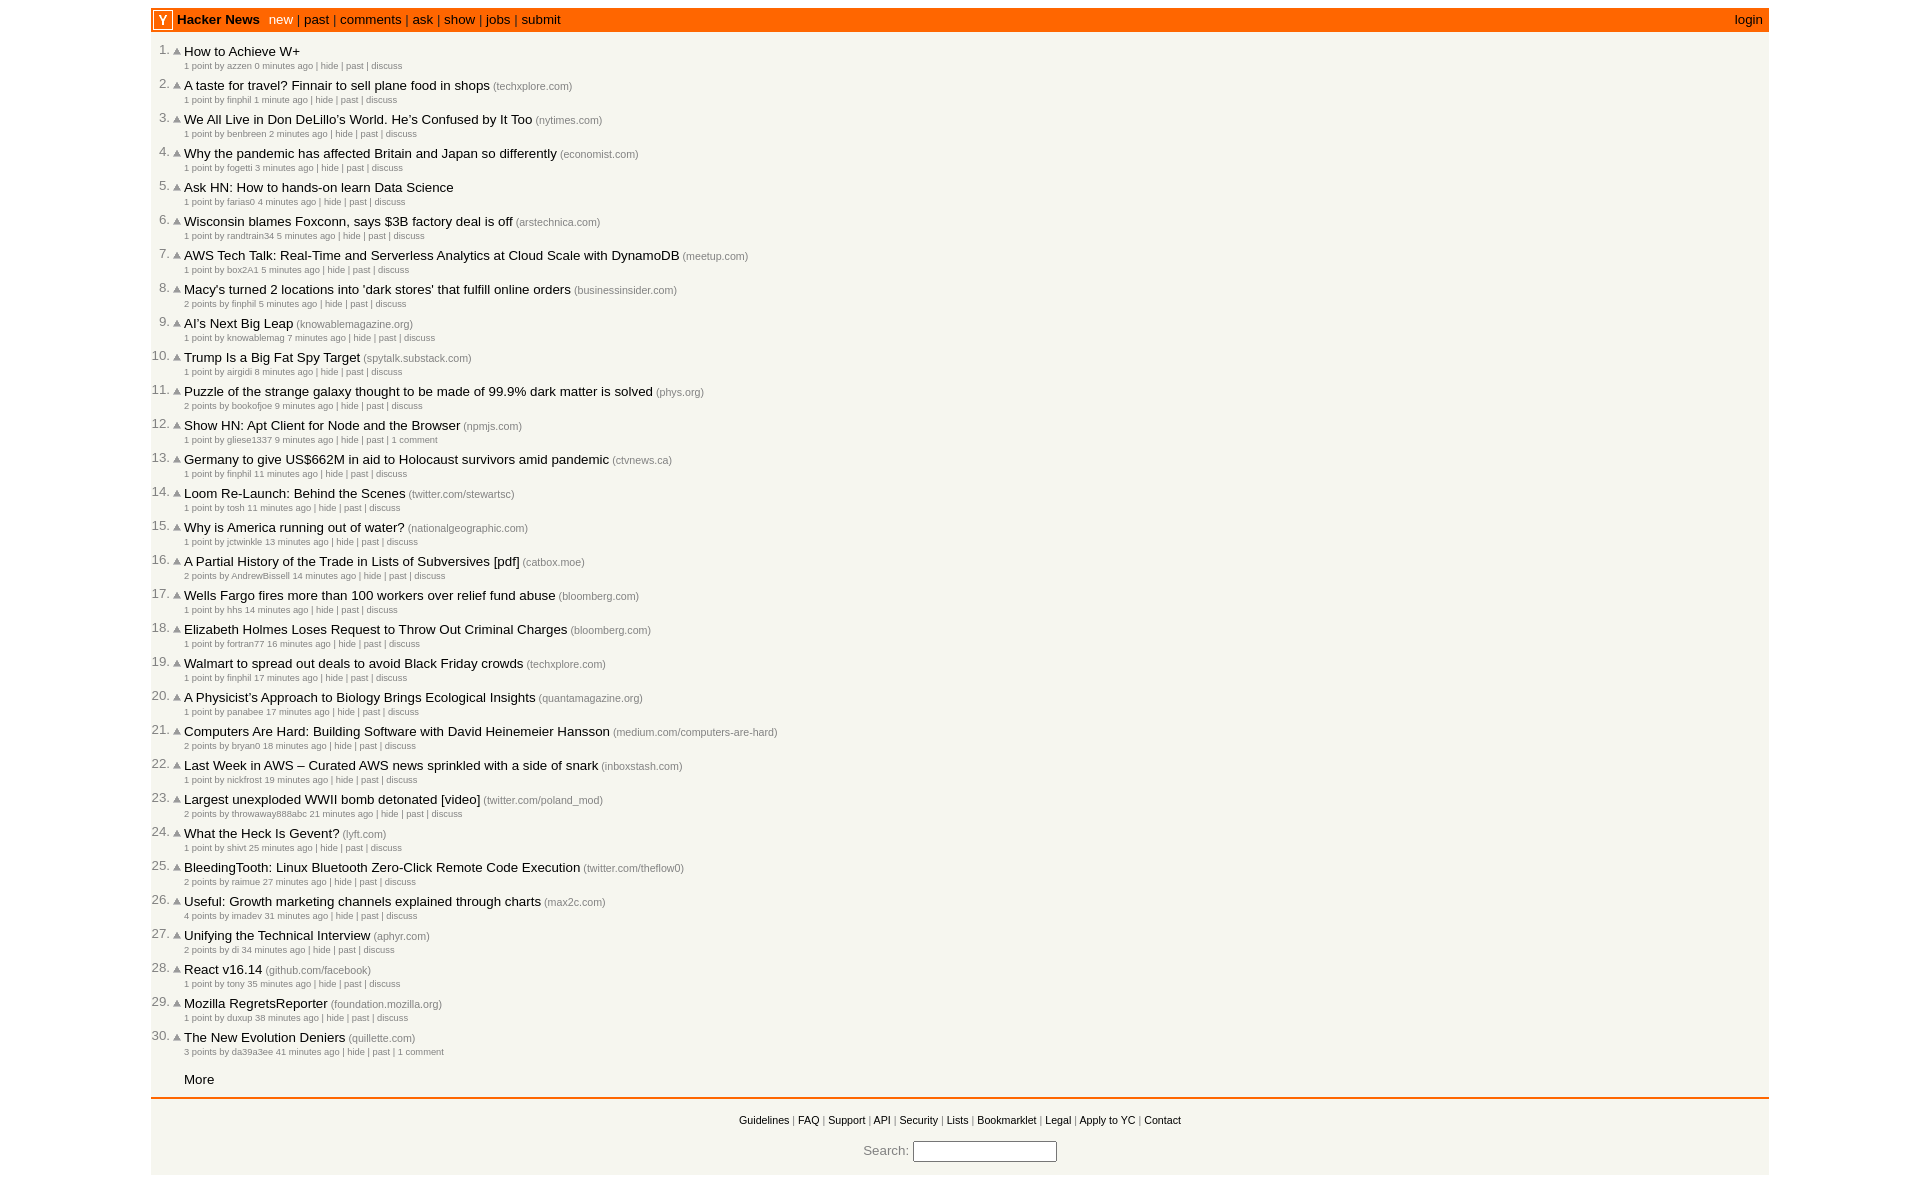 Y Hacker News new | past | comments | ask | show | jobs | submit login
1. How to Achieve W+
1 point by azzen 0 minutes ago | hide | past | discuss
2. A taste for travel? Finnair to sell plane food in shops (techxplore.com)
1 point by finphil 1 minute ago | hide | past | discuss
3. We All Live in Don DeLillo’s World. He’s Confused by It Too (nytimes.com)
1 point by benbreen 2 minutes ago | hide | past | discuss
4. Why the pandemic has affected Britain and Japan so differently (economist.com)
1 point by fogetti 3 minutes ago | hide | past | discuss
5. Ask HN: How to hands-on learn Data Science
1 point by farias0 4 minutes ago | hide | past | discuss
6. Wisconsin blames Foxconn, says $3B factory deal is off (arstechnica.com)
1 point by randtrain34 5 minutes ago | hide | past | discuss
7. AWS Tech Talk: Real-Time and Serverless Analytics at Cloud Scale with DynamoDB (meetup.com)
1 point by box2A1 5 minutes ago | hide | past | discuss
8. Macy's turned 2 locations into 'dark stores' that fulfill online orders (businessinsider.com)
2 points by finphil 5 minutes ago | hide | past | discuss
9. AI’s Next Big Leap (knowablemagazine.org)
1 point by knowablemag 7 minutes ago | hide | past | discuss
10. Trump Is a Big Fat Spy Target (spytalk.substack.com)
1 point by airgidi 8 minutes ago | hide | past | discuss
11. Puzzle of the strange galaxy thought to be made of 99.9% dark matter is solved (phys.org)
2 points by bookofjoe 9 minutes ago | hide | past | discuss
12. Show HN: Apt Client for Node and the Browser (npmjs.com)
1 point by gliese1337 9 minutes ago | hide | past | 1 comment
13. Germany to give US$662M in aid to Holocaust survivors amid pandemic (ctvnews.ca)
1 point by finphil 11 minutes ago | hide | past | discuss
14. Loom Re-Launch: Behind the Scenes (twitter.com/stewartsc)
1 point by tosh 11 minutes ago | hide | past | discuss
15. Why is America running out of water? (nationalgeographic.com)
1 point by jctwinkle 13 minutes ago | hide | past | discuss
16. A Partial History of the Trade in Lists of Subversives [pdf] (catbox.moe)
2 points by AndrewBissell 14 minutes ago | hide | past | discuss
17. Wells Fargo fires more than 100 workers over relief fund abuse (bloomberg.com)
1 point by hhs 14 minutes ago | hide | past | discuss
18. Elizabeth Holmes Loses Request to Throw Out Criminal Charges (bloomberg.com)
1 point by fortran77 16 minutes ago | hide | past | discuss
19. Walmart to spread out deals to avoid Black Friday crowds (techxplore.com)
1 point by finphil 17 minutes ago | hide | past | discuss
20. A Physicist’s Approach to Biology Brings Ecological Insights (quantamagazine.org)
1 point by panabee 17 minutes ago | hide | past | discuss
21. Computers Are Hard: Building Software with David Heinemeier Hansson (medium.com/computers-are-hard)
2 points by bryan0 18 minutes ago | hide | past | discuss
22. Last Week in AWS – Curated AWS news sprinkled with a side of snark (inboxstash.com)
1 point by nickfrost 19 minutes ago | hide | past | discuss
23. Largest unexploded WWII bomb detonated [video] (twitter.com/poland_mod)
2 points by throwaway888abc 21 minutes ago | hide | past | discuss
24. What the Heck Is Gevent? (lyft.com)
1 point by shivt 25 minutes ago | hide | past | discuss
25. BleedingTooth: Linux Bluetooth Zero-Click Remote Code Execution (twitter.com/theflow0)
2 points by raimue 27 minutes ago | hide | past | discuss
26. Useful: Growth marketing channels explained through charts (max2c.com)
4 points by imadev 31 minutes ago | hide | past | discuss
27. Unifying the Technical Interview (aphyr.com)
2 points by di 34 minutes ago | hide | past | discuss
28. React v16.14 (github.com/facebook)
1 point by tony 35 minutes ago | hide | past | discuss
29. Mozilla RegretsReporter (foundation.mozilla.org)
1 point by duxup 38 minutes ago | hide | past | discuss
30. The New Evolution Deniers (quillette.com)
3 points by da39a3ee 41 minutes ago | hide | past | 1 comment
More
Guidelines | FAQ | Support | API | Security | Lists | Bookmarklet | Legal | Apply to YC | Contact
Search: